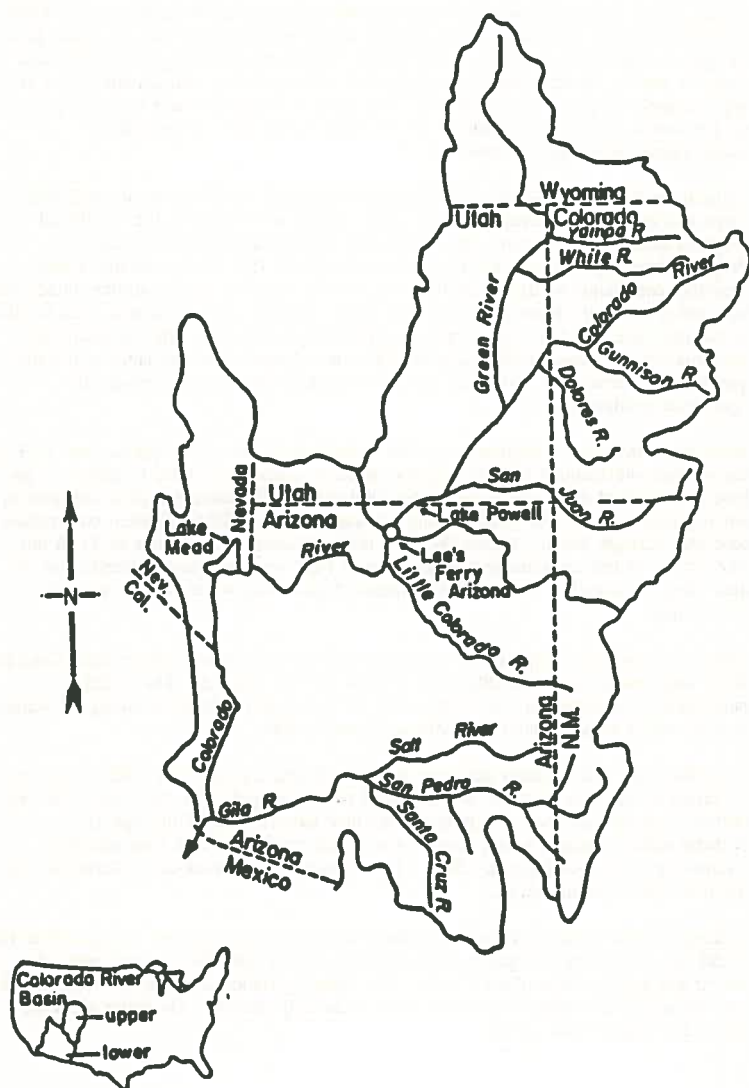 Wyoming
Utah
Colorado
Yampa R.
White R.
Colorado River
Green River
Gunnison R.
Dolores R.
San Juan R.
Nevada
Utah
Arizona
Lake Powell
Lake
Mead
River
Lee's
Ferry
Arizona
N
Nev.
Col.
Little Colorado R.
Arizona
N.M.
Colorado
Salt River
San Pedro R.
Gila R.
Santa Cruz R.
Arizona
Mexico
Colorado River
Basin
upper
lower